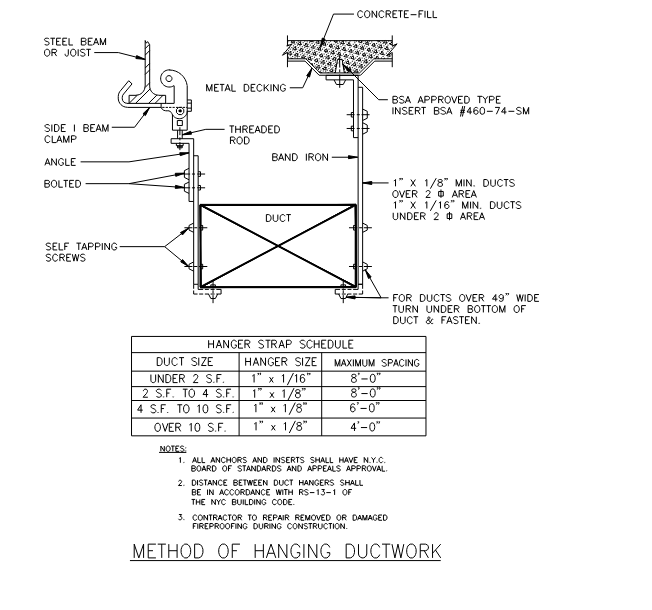 CONCRETE-FILL
STEEL BEAM
OR JOIST
METAL DECKING
BSA APPROVED TYPE
INSERT BSA #460-74-SM
SIDE I BEAM
CLAMP
THREADED
ROD
ANGLE
BAND IRON
BOLTED
1" X 1/8" MIN. DUCTS
OVER 2 Φ AREA
1" X 1/16" MIN. DUCTS
UNDER 2 Φ AREA
DUCT
SELF TAPPING
SCREWS
FOR DUCTS OVER 49" WIDE
TURN UNDER BOTTOM OF
DUCT & FASTEN.
HANGER STRAP SCHEDULE
DUCT SIZE HANGER SIZE MAXIMUM SPACING
UNDER 2 S.F. 1" x 1/16" 8'-0"
2 S.F. TO 4 S.F. 1" x 1/8" 8'-0"
4 S.F. TO 10 S.F. 1" x 1/8" 6'-0"
OVER 10 S.F. 1" x 1/8" 4'-0"
NOTES:
1. ALL ANCHORS AND INSERTS SHALL HAVE N.Y.C.
BOARD OF STANDARDS AND APPEALS APPROVAL.
2. DISTANCE BETWEEN DUCT HANGERS SHALL
BE IN ACCORDANCE WITH RS-13-1 OF
THE NYC BUILDING CODE.
3. CONTRACTOR TO REPAIR REMOVED OR DAMAGED
FIREPROOFING DURING CONSTRUCTION.
METHOD OF HANGING DUCTWORK